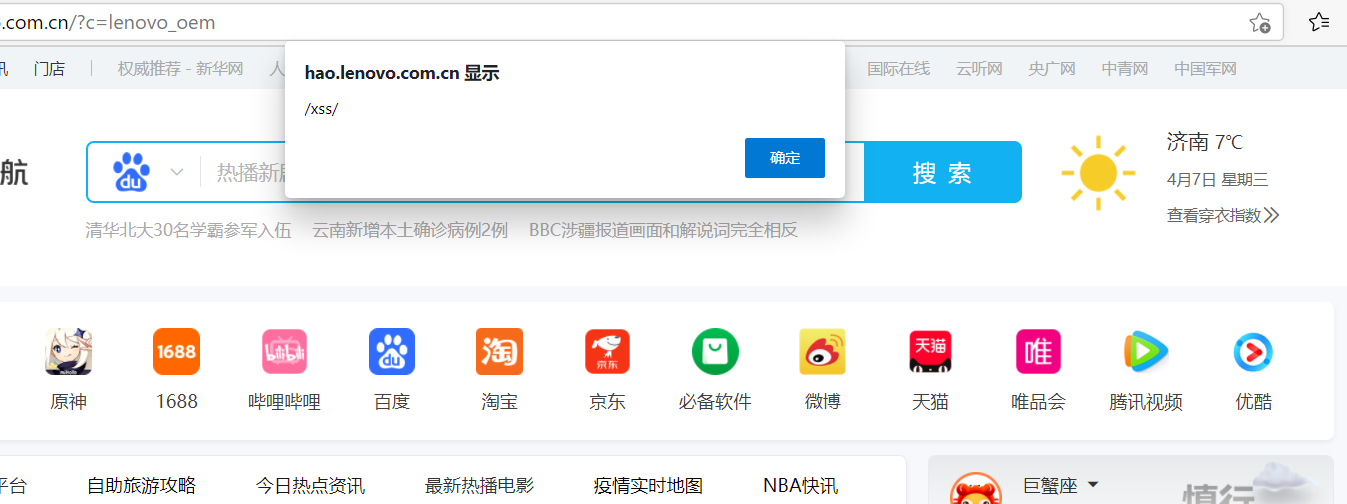 .com.cn/?c=lenovo_oem
讯 门店 权威推荐 - 新华网 人 国际在线 云听网 央广网 中青网 中国军网
hao.lenovo.com.cn 显示
/xss/
确定
航 du 热播新剧 搜索
济南 7℃
4月7日 星期三
查看穿衣指数
清华北大30名学霸参军入伍 云南新增本土确诊病例2例 BBC涉疆报道画面和解说词完全相反
miHoYo 1688 bilibili du 淘 京东 天猫 唯
原神 1688 哔哩哔哩 百度 淘宝 京东 必备软件 微博 天猫 唯品会 腾讯视频 优酷
平台 自助旅游攻略 今日热点资讯 最新热播电影 疫情实时地图 NBA快讯
巨蟹座
慎行